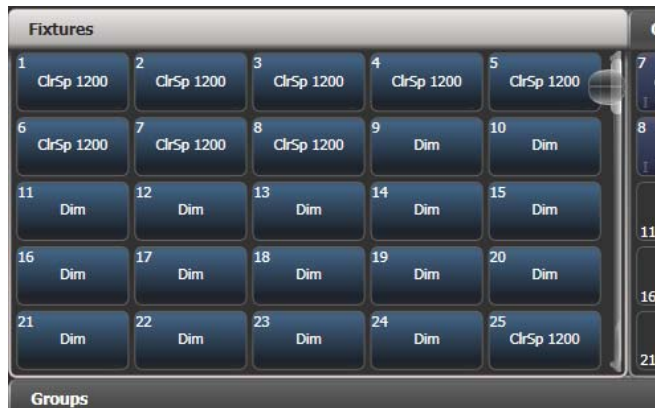 Fixtures
1 2 3 4 5 7
ClrSp 1200 ClrSp 1200 ClrSp 1200 ClrSp 1200 ClrSp 1200
I
6 7 8 9 10 8
ClrSp 1200 ClrSp 1200 ClrSp 1200 Dim Dim
I
11 12 13 14 15
Dim Dim Dim Dim Dim
11
16 17 18 19 20
Dim Dim Dim Dim Dim
16
21 22 23 24 25
Dim Dim Dim Dim ClrSp 1200
21
Groups